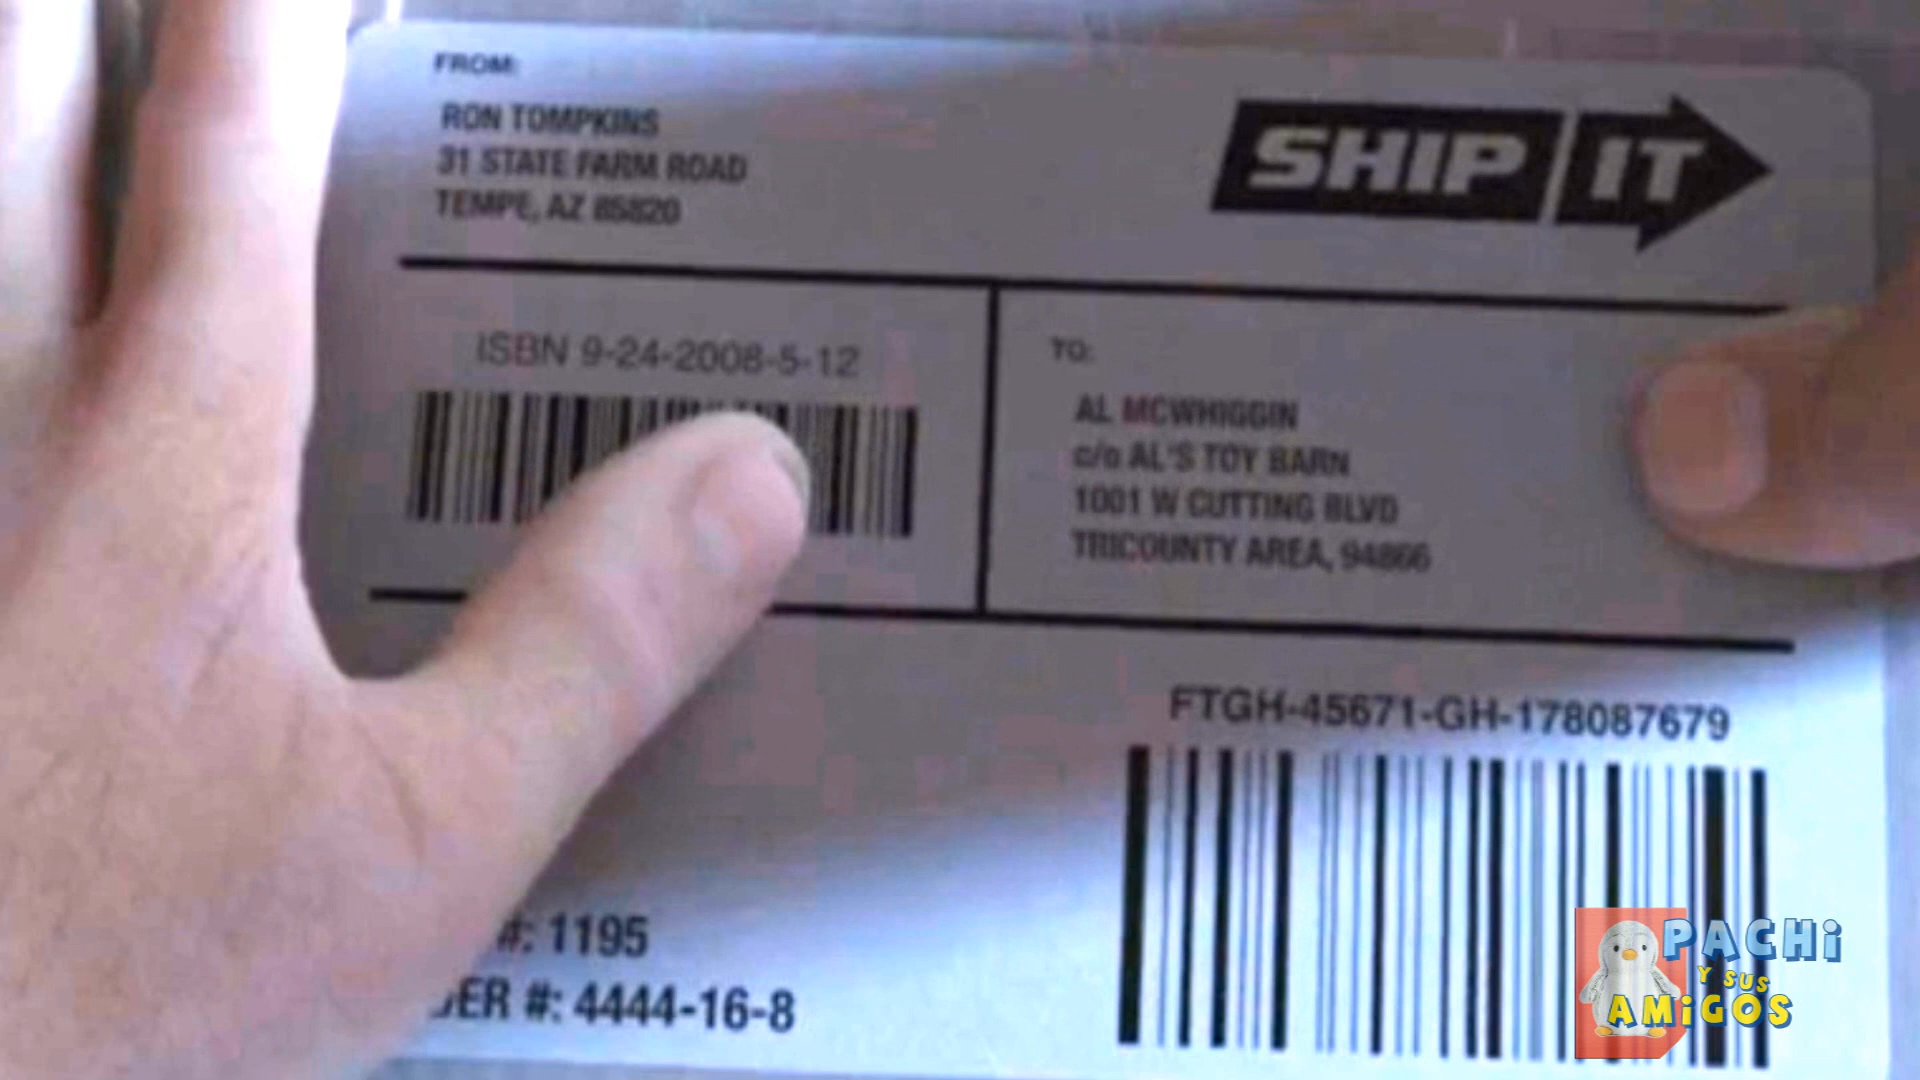 FROM:
RON TOMPKINS
31 STATE FARM ROAD
TEMPE, AZ 85820
SHIP IT
ISBN 9-24-2008-5-12
TO:
AL MCWHIGGIN
c/o AL'S TOY BARN
1001 W CUTTING BLVD
TRICOUNTY AREA, 94866
FTGH-45671-GH-178087679
#: 1195
DER #: 4444-16-8
PACHi
Y SUS
AMiGOS